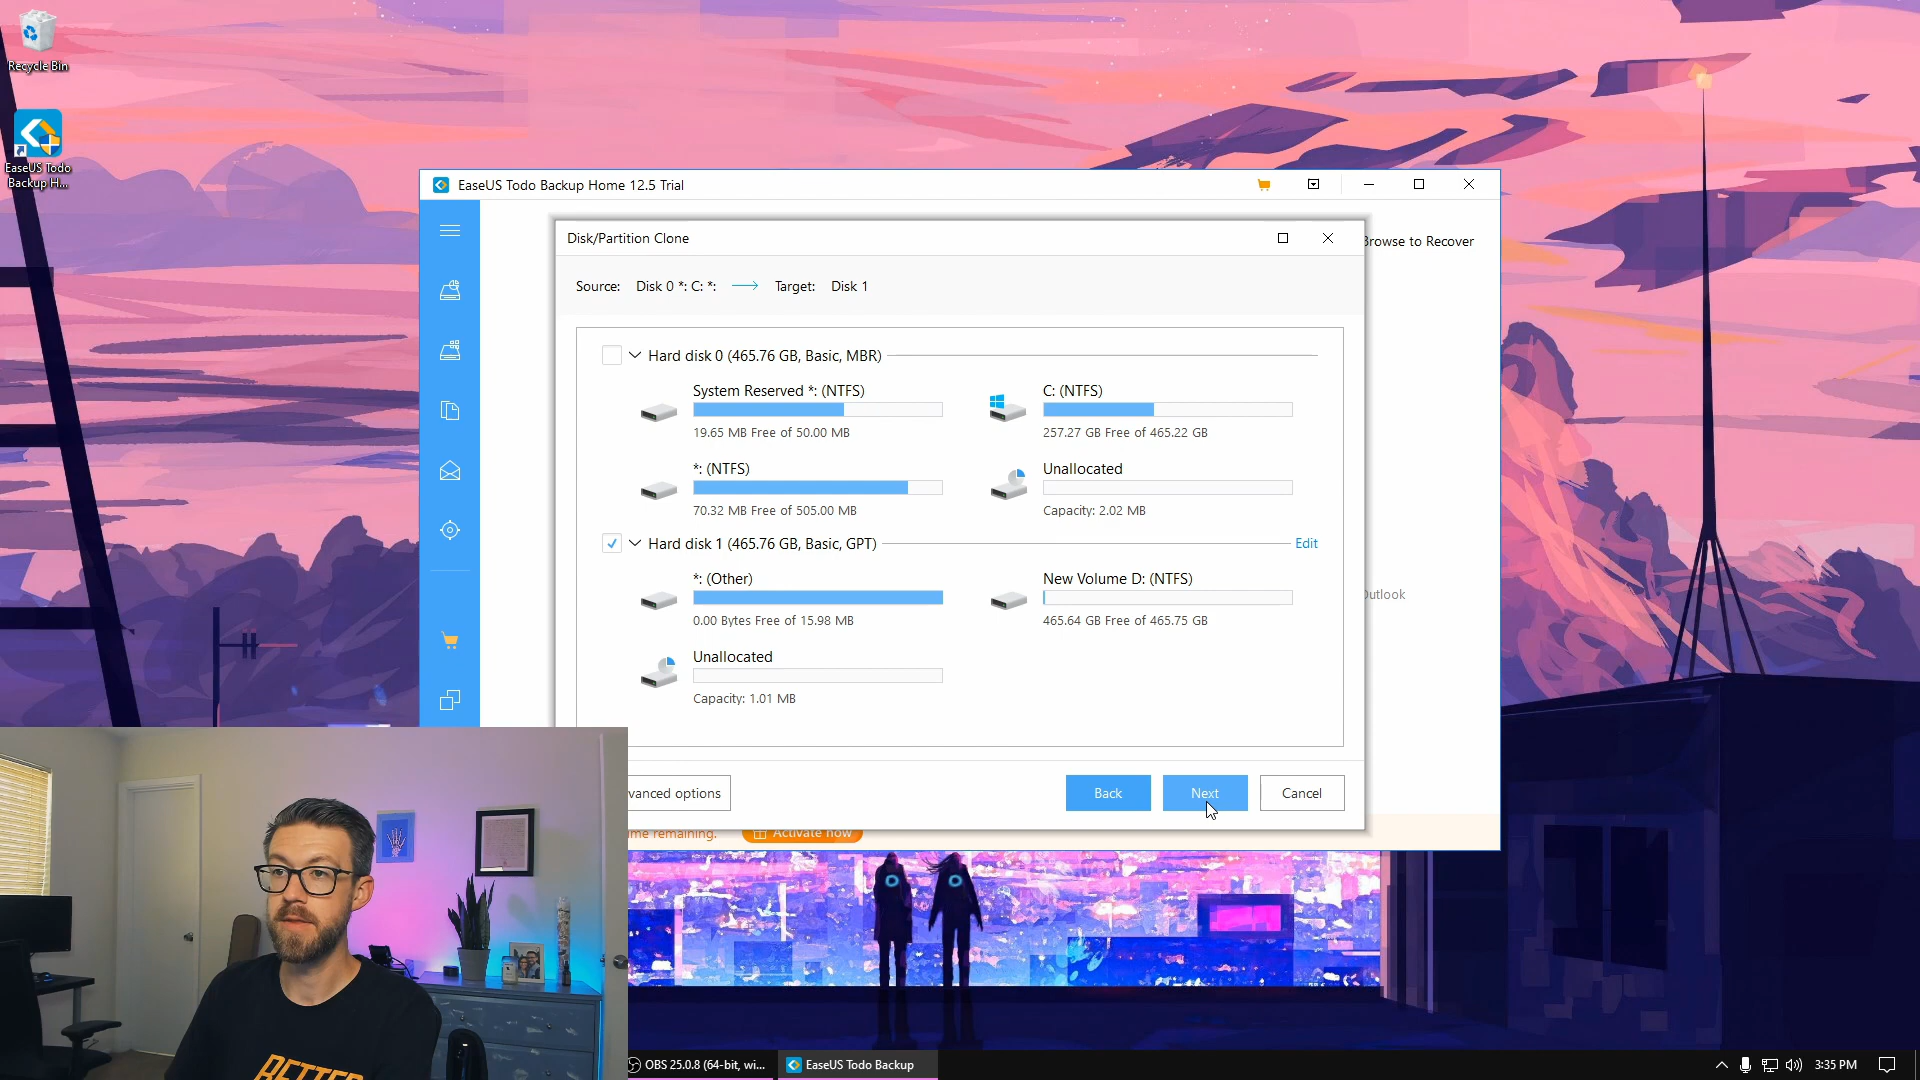 Recycle Bin
EaseUS Todo
Backup H...
EaseUS Todo Backup Home 12.5 Trial
Browse to Recover
Disk/Partition Clone
Source: Disk 0 *: C: *: Target: Disk 1
Hard disk 0 (465.76 GB, Basic, MBR)
System Reserved *: (NTFS)
19.65 MB Free of 50.00 MB
C: (NTFS)
257.27 GB Free of 465.22 GB
*: (NTFS)
70.32 MB Free of 505.00 MB
Unallocated
Capacity: 2.02 MB
Hard disk 1 (465.76 GB, Basic, GPT)
Edit
*: (Other)
0.00 Bytes Free of 15.98 MB
New Volume D: (NTFS)
465.64 GB Free of 465.75 GB
Outlook
Unallocated
Capacity: 1.01 MB
vanced options
Back
Next
Cancel
me remaining.
Activate now
BETTER
OBS 25.0.8 (64-bit, wi...
EaseUS Todo Backup
3:35 PM